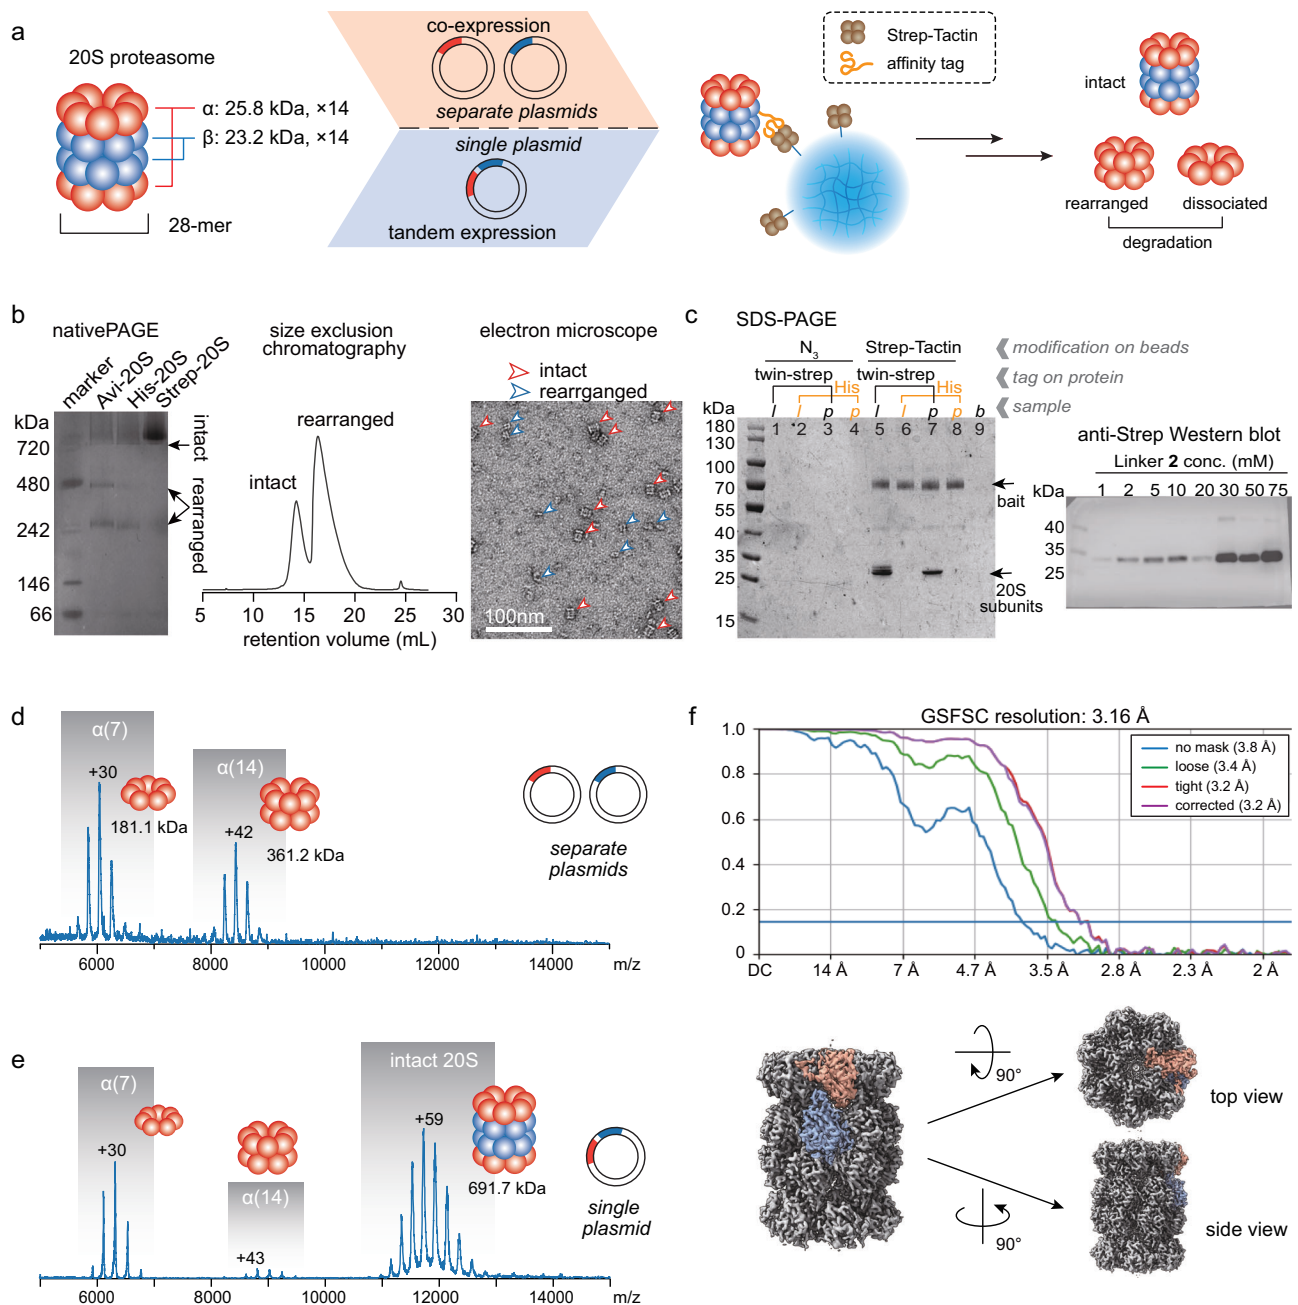 a
20S proteasome
α: 25.8 kDa, ×14
β: 23.2 kDa, ×14
28-mer
co-expression
separate plasmids
single plasmid
tandem expression
Strep-Tactin
affinity tag
intact
rearranged
dissociated
degradation
b
nativePAGE
marker
Avi-20S
His-20S
Strep-20S
kDa
720
480
242
146
66
intact
rearranged
size exclusion
chromatography
intact
rearranged
5
10
15
20
25
30
retention volume (mL)
electron microscope
intact
rearrganged
100nm
c
SDS-PAGE
N3
Strep-Tactin
modification on beads
twin-strep
His
twin-strep
His
tag on protein
l
l
p
p
l
l
p
p
b
sample
kDa
1
2
3
4
5
6
7
8
9
180
130
100
70
55
40
35
25
15
bait
20S
subunits
anti-Strep Western blot
Linker 2 conc. (mM)
kDa
1 2 5 10 20 30 50 75
40
35
25
d
α(7)
+30
181.1 kDa
α(14)
+42
361.2 kDa
separate
plasmids
6000
8000
10000
12000
14000
m/z
e
α(7)
+30
α(14)
+43
intact 20S
+59
691.7 kDa
single
plasmid
6000
8000
10000
12000
14000
m/z
f
GSFSC resolution: 3.16 Å
1.0
0.8
0.6
0.4
0.2
0
no mask (3.8 Å)
loose (3.4 Å)
tight (3.2 Å)
corrected (3.2 Å)
DC
14 Å
7 Å
4.7 Å
3.5 Å
2.8 Å
2.3 Å
2 Å
90°
top view
90°
side view